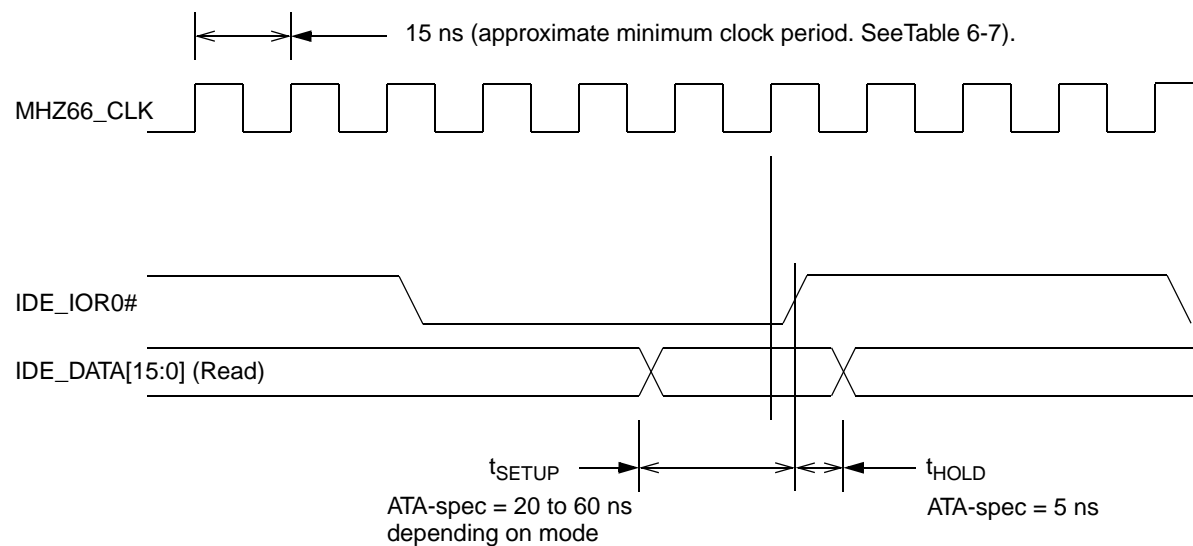 15 ns (approximate minimum clock period. SeeTable 6-7).
MHZ66_CLK
IDE_IOR0#
IDE_DATA[15:0] (Read)
tSETUP
tHOLD
ATA-spec = 20 to 60 ns
depending on mode
ATA-spec = 5 ns